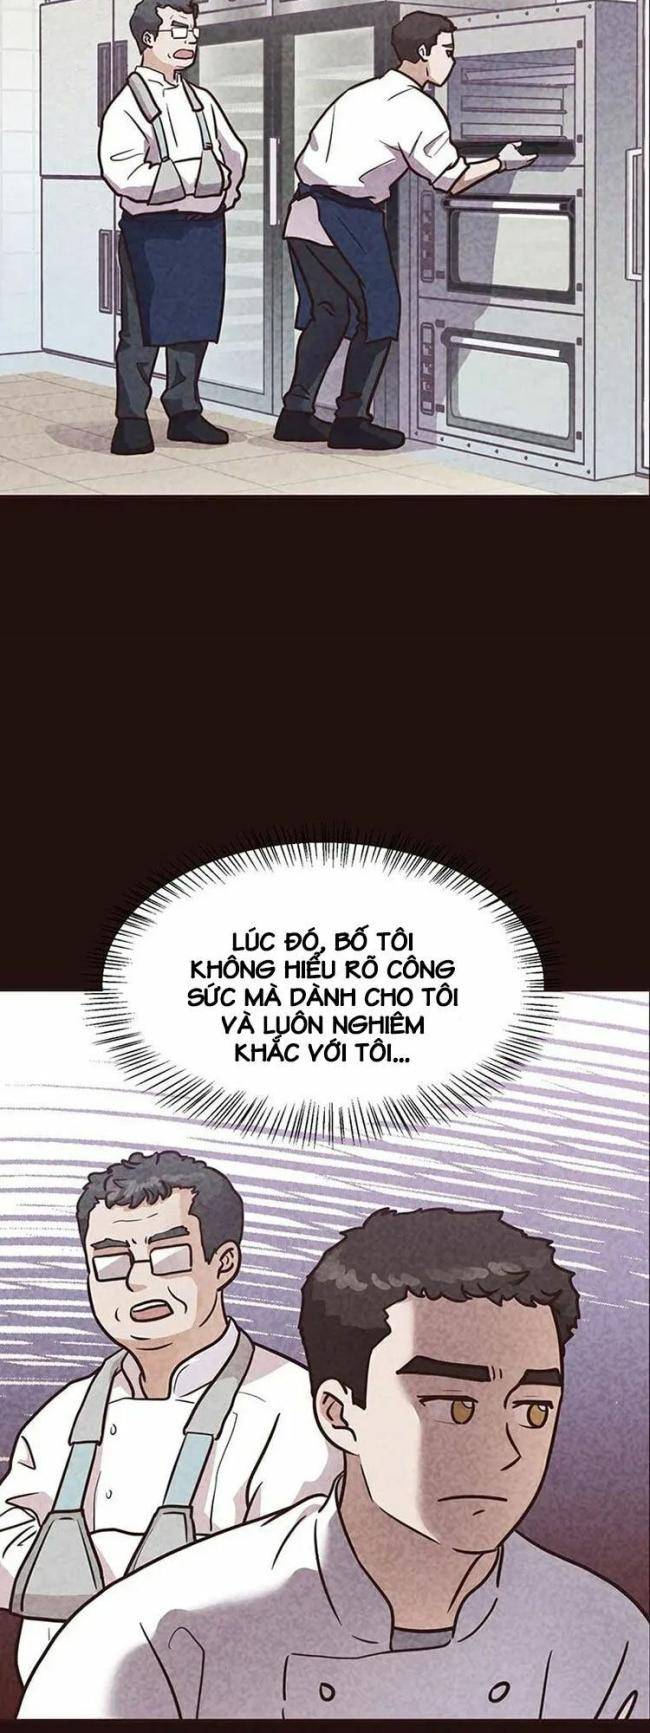 LÚC ĐÓ, BỐ TÔI
KHÔNG HIỂU RÕ CÔNG
SỨC MÀ DÀNH CHO TÔI
VÀ LUÔN NGHIÊM
KHẮC VỚI TÔI...